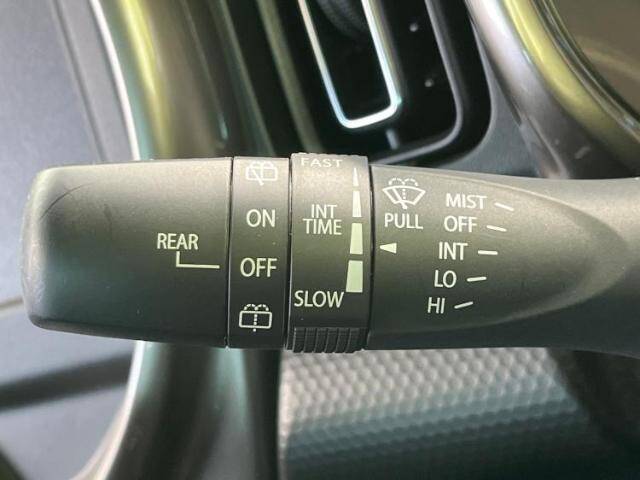 REAR
ON
OFF
FAST
INT
TIME
SLOW
PULL
MIST
OFF
INT
LO
HI